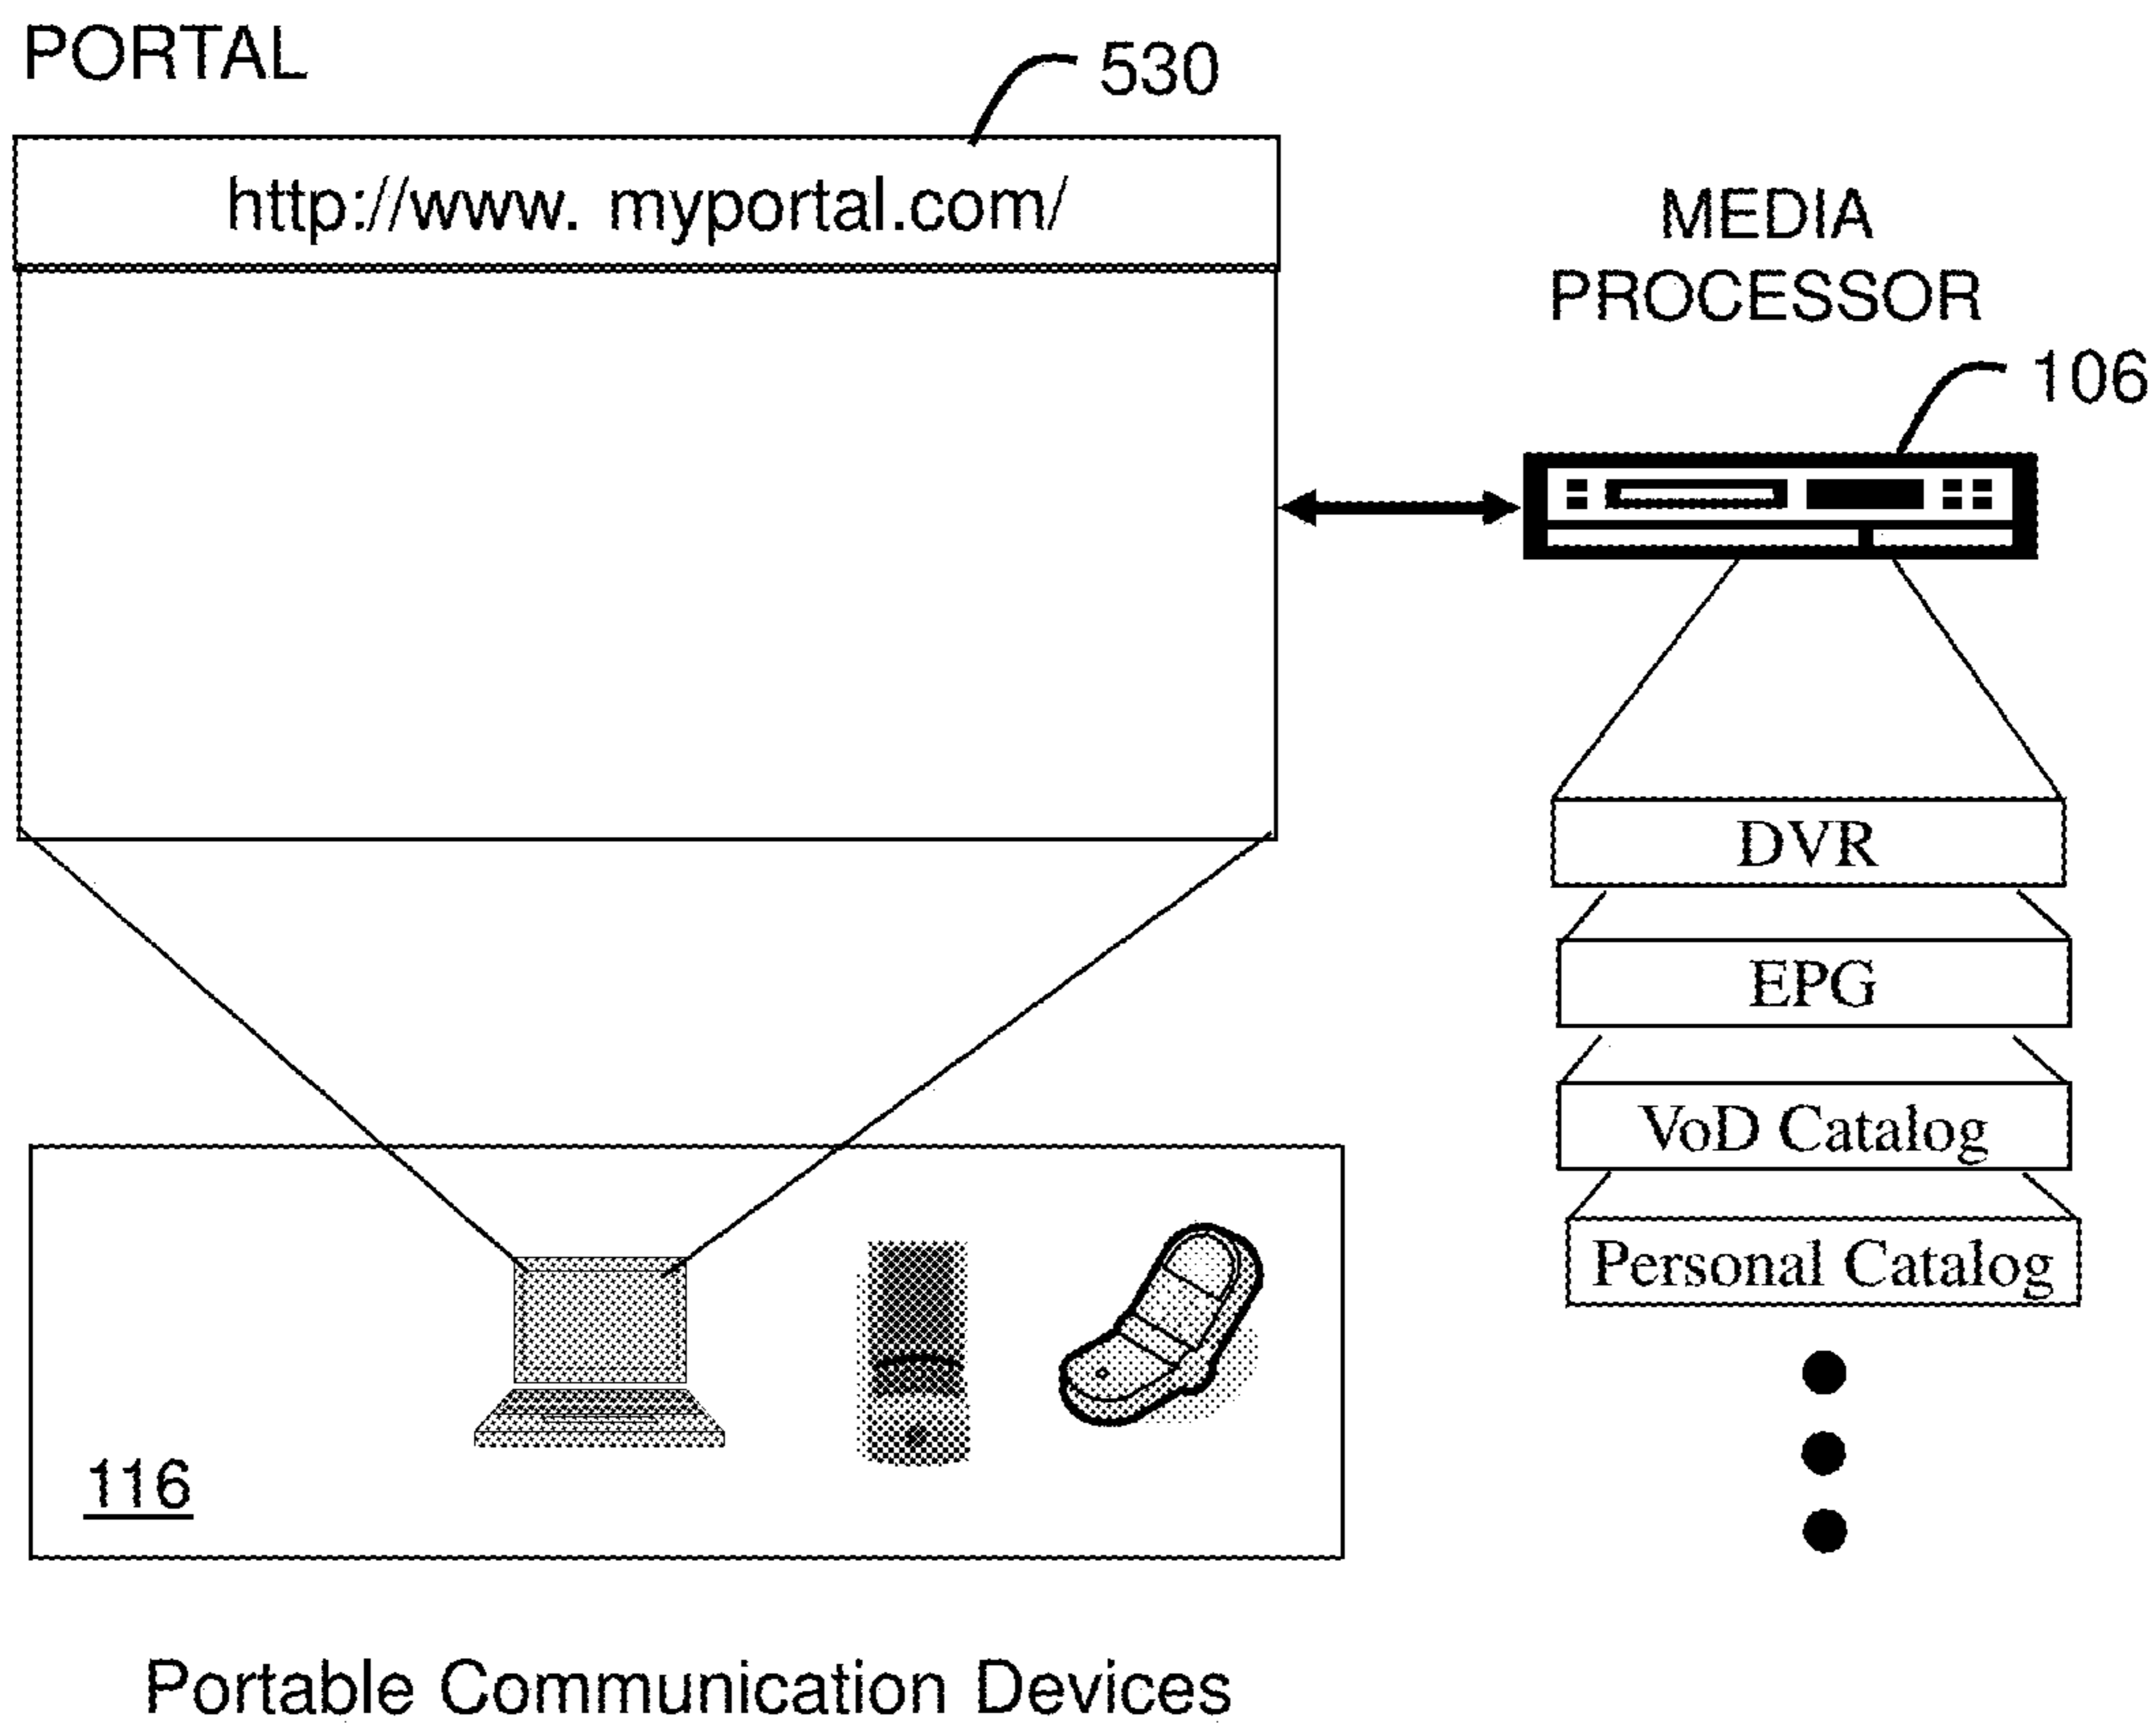 PORTAL
530
http://www. myportal.com/
MEDIA
PROCESSOR
106
DVR
EPG
VoD Catalog
Personal Catalog
116
Portable Communication Devices